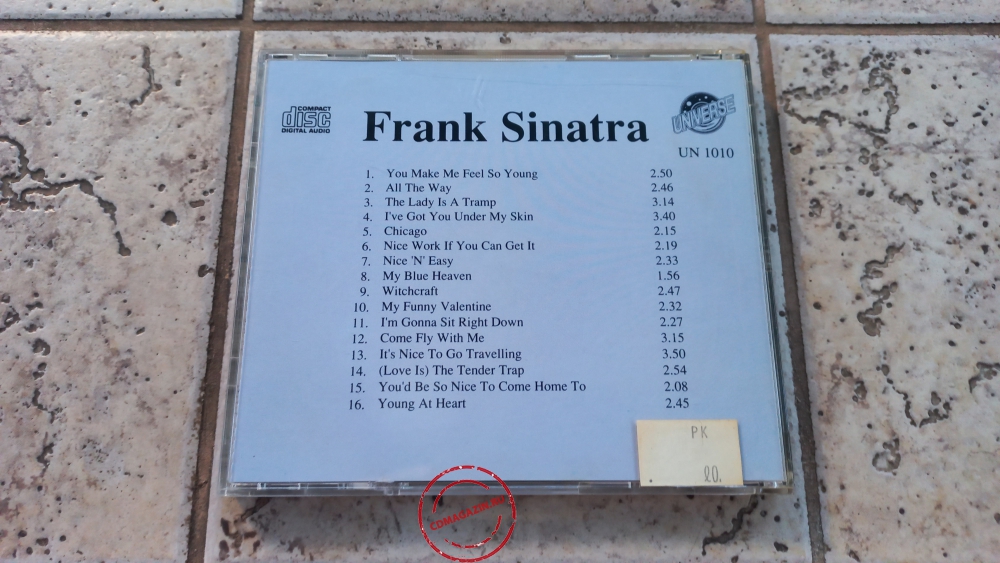 COMPACT
disc
DIGITAL AUDIO
Frank Sinatra
UNIVERSE
UN 1010
1. You Make Me Feel So Young 2.50
2. All The Way 2.46
3. The Lady Is A Tramp 3.14
4. I've Got You Under My Skin 3.40
5. Chicago 2.15
6. Nice Work If You Can Get It 2.19
7. Nice 'N' Easy 2.33
8. My Blue Heaven 1.56
9. Witchcraft 2.47
10. My Funny Valentine 2.32
11. I'm Gonna Sit Right Down 2.27
12. Come Fly With Me 3.15
13. It's Nice To Go Travelling 3.50
14. (Love Is) The Tender Trap 2.54
15. You'd Be So Nice To Come Home To 2.08
16. Young At Heart 2.45
PK